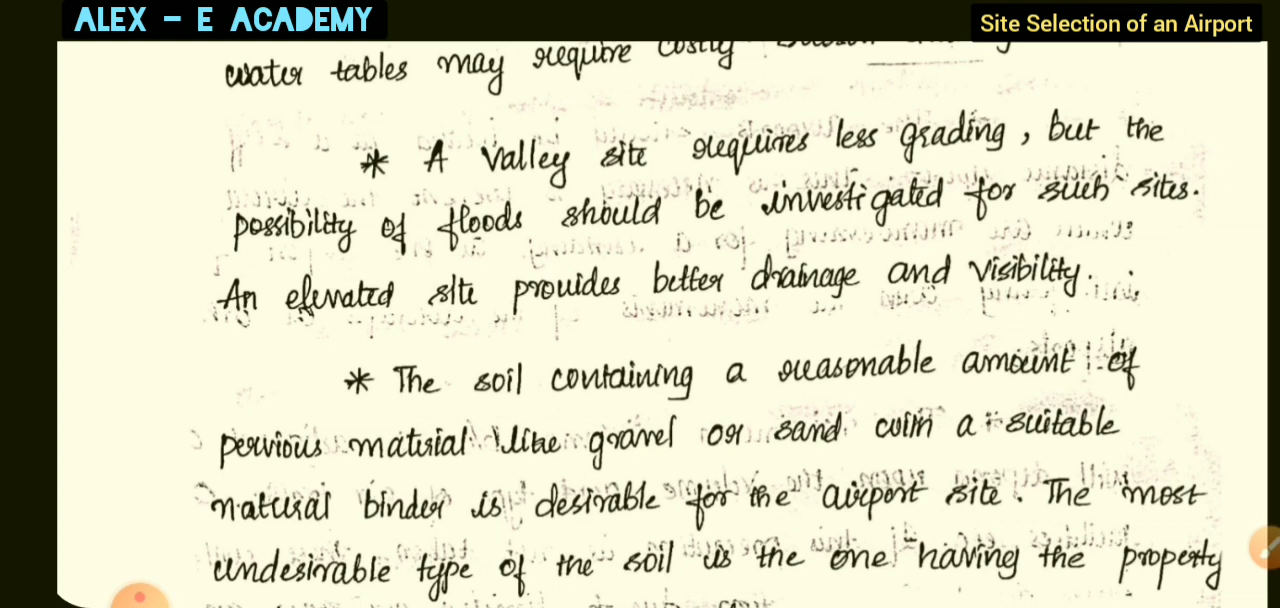 ALEX - E ACADEMY
Site Selection of an Airport
water tables may require costly
* A valley site requires less grading, but the
possibility of floods should be investigated for such sites.
An elevated site provides better drainage and visibility.
* The soil containing a reasonable amount of
pervious material like gravel or sand with a suitable
natural binder is desirable for the airport site. The most
undesirable type of the soil is the one having the property